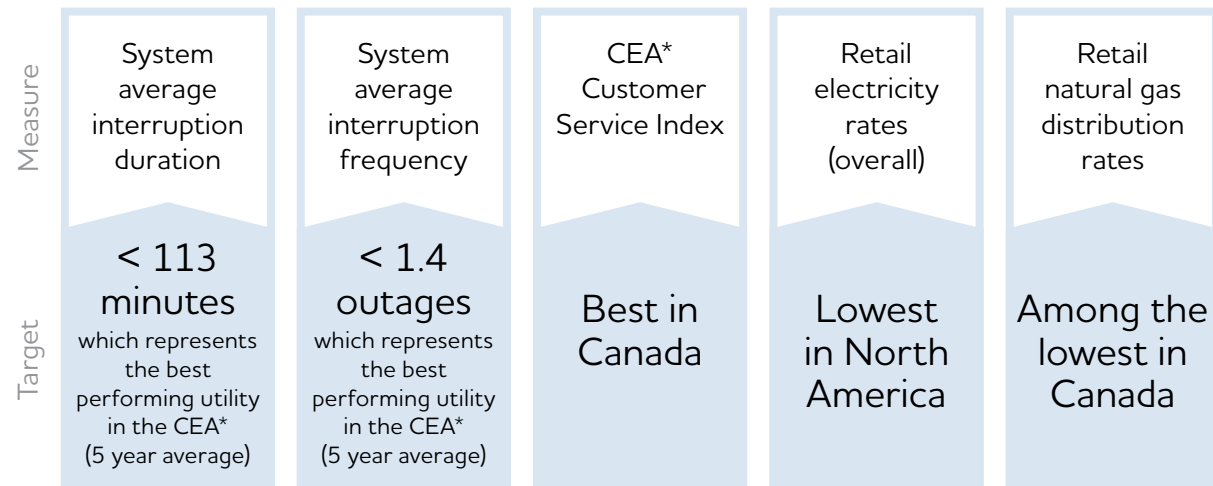 Measure
System
average
interruption
duration
System
average
interruption
frequency
CEA*
Customer
Service Index
Retail
electricity
rates
(overall)
Retail
natural gas
distribution
rates
Target
< 113
minutes
which represents
the best
performing utility
in the CEA*
(5 year average)
< 1.4
outages
which represents
the best
performing utility
in the CEA*
(5 year average)
Best in
Canada
Lowest
in North
America
Among the
lowest in
Canada